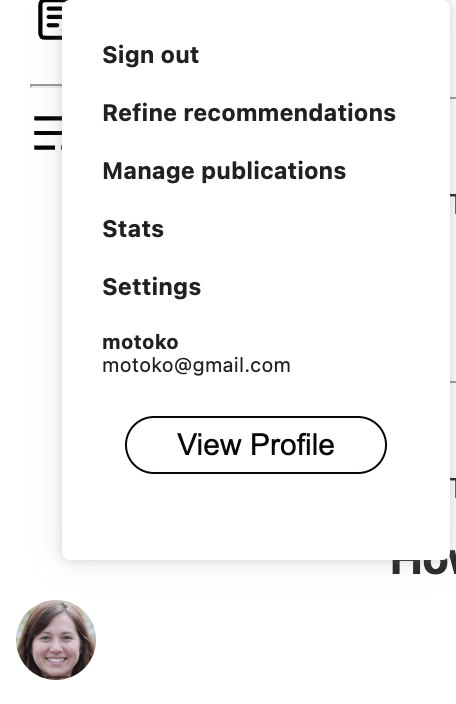 Sign out
Refine recommendations
Manage publications
Stats
Settings
motoko
motoko@gmail.com
View Profile